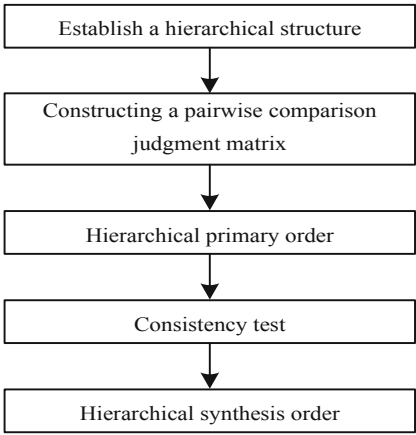 Establish a hierarchical structure
Constructing a pairwise comparison
judgment matrix
Hierarchical primary order
Consistency test
Hierarchical synthesis order